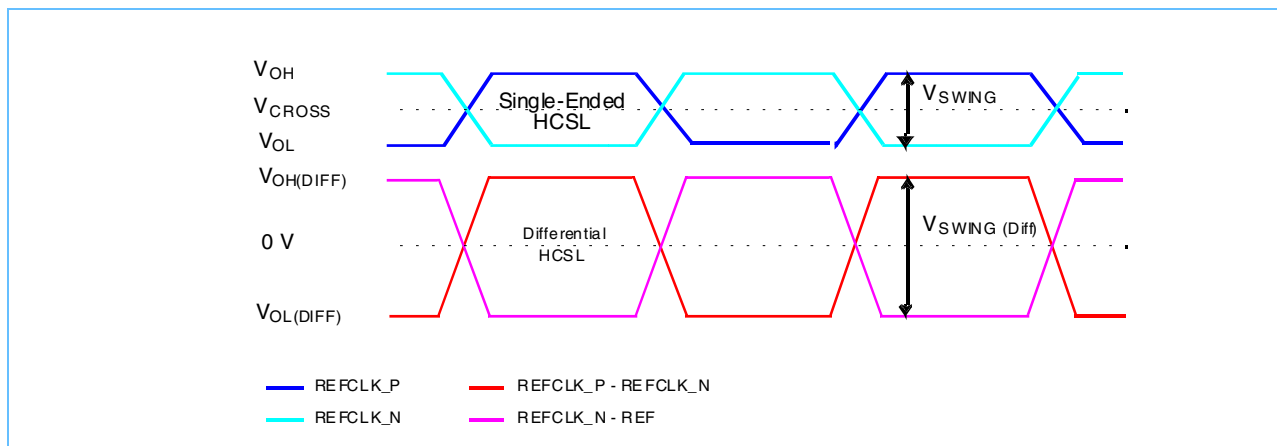 VOH
VCROSS
VOL
Single-Ended
HCSL
VSWING
VOH(DIFF)
0 V
VOL(DIFF)
Differential
HCSL
VSWING (Diff)
REFCLK_P
REFCLK_P - REFCLK_N
REFCLK_N
REFCLK_N - REF